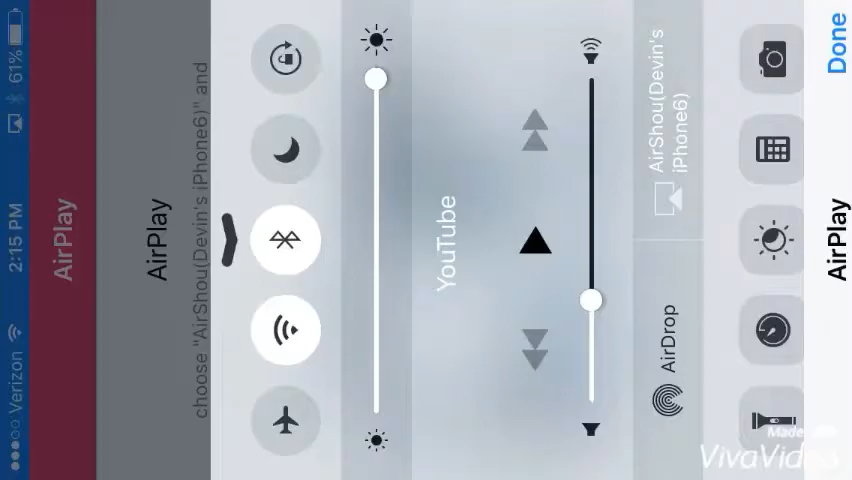 ●●●○○ Verizon 2:15 PM 61%
AirPlay
AirPlay
choose "AirShou(Devin's iPhone6)" and
YouTube
AirDrop
AirShou(Devin's
iPhone6)
AirPlay
Done
VivaVideo